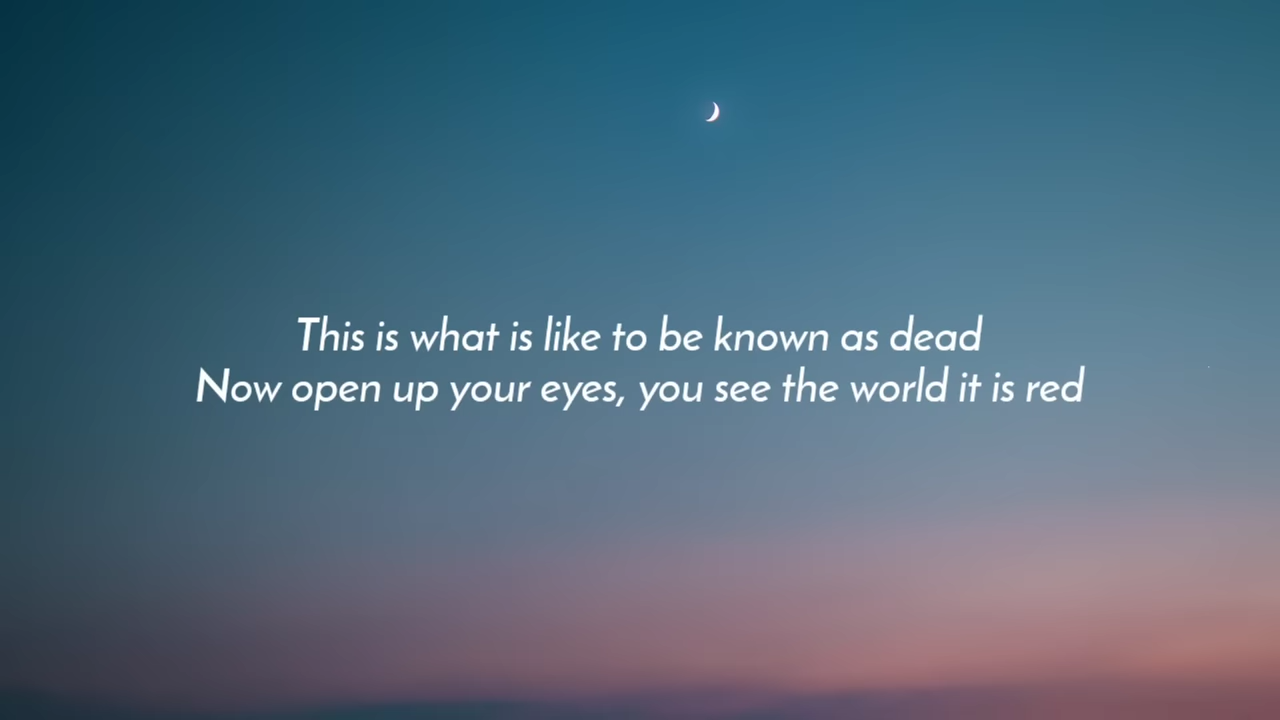 This is what is like to be known as dead
Now open up your eyes, you see the world it is red